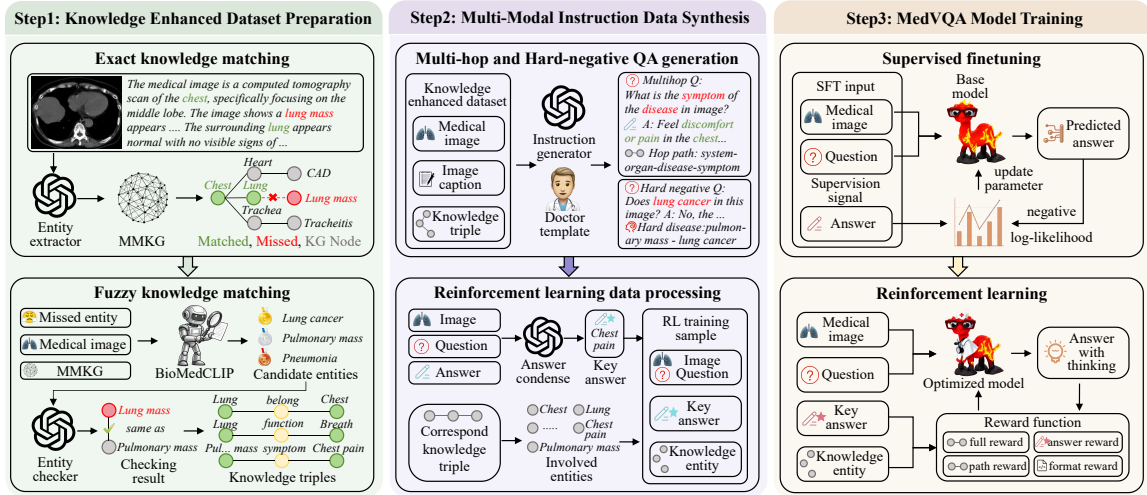 Step1: Knowledge Enhanced Dataset Preparation
Exact knowledge matching
The medical image is a computed tomography
scan of the chest, specifically focusing on the
middle lobe. The image shows a lung mass
appears .... The surrounding lung appears
normal with no visible signs of ...
Entity
extractor
MMKG
Heart
CAD
Chest
Lung
Lung mass
Trachea
Tracheitis
Matched, Missed, KG Node
Fuzzy knowledge matching
Missed entity
Medical image
MMKG
BioMedCLIP
Lung cancer
Pulmonary mass
Pneumonia
Candidate entities
Entity
checker
Lung mass
same as
Pulmonary mass
Checking
result
Lung
belong
Chest
Lung
function
Breath
Pul... mass
symptom
Chest pain
Knowledge triples
Step2: Multi-Modal Instruction Data Synthesis
Multi-hop and Hard-negative QA generation
Knowledge
enhanced dataset
Medical
image
Image
caption
Knowledge
triple
Instruction
generator
Doctor
template
Multihop Q:
What is the symptom of
the disease in image?
A: Feel discomfort
or pain in the chest...
Hop path: system-
organ-disease-symptom
Hard negative Q:
Does lung cancer in this
image? A: No, the ...
Hard disease:pulmon-
ary mass - lung cancer
Reinforcement learning data processing
Image
Question
Answer
Answer
condense
Chest
pain
Key
answer
RL training
sample
Image
Question
Key
answer
Knowledge
entity
Correspond
knowledge
triple
Chest
Lung
.....
Chest
pain
Pulmonary mass
Involved
entities
Step3: MedVQA Model Training
Supervised finetuning
SFT input
Medical
image
Question
Supervision
signal
Answer
Base
model
Predicted
answer
update
parameter
negative
log-likelihood
Reinforcement learning
Medical
image
Question
Key
answer
Knowledge
entity
Optimized model
Answer
with
thinking
Reward function
full reward
answer reward
path reward
format reward